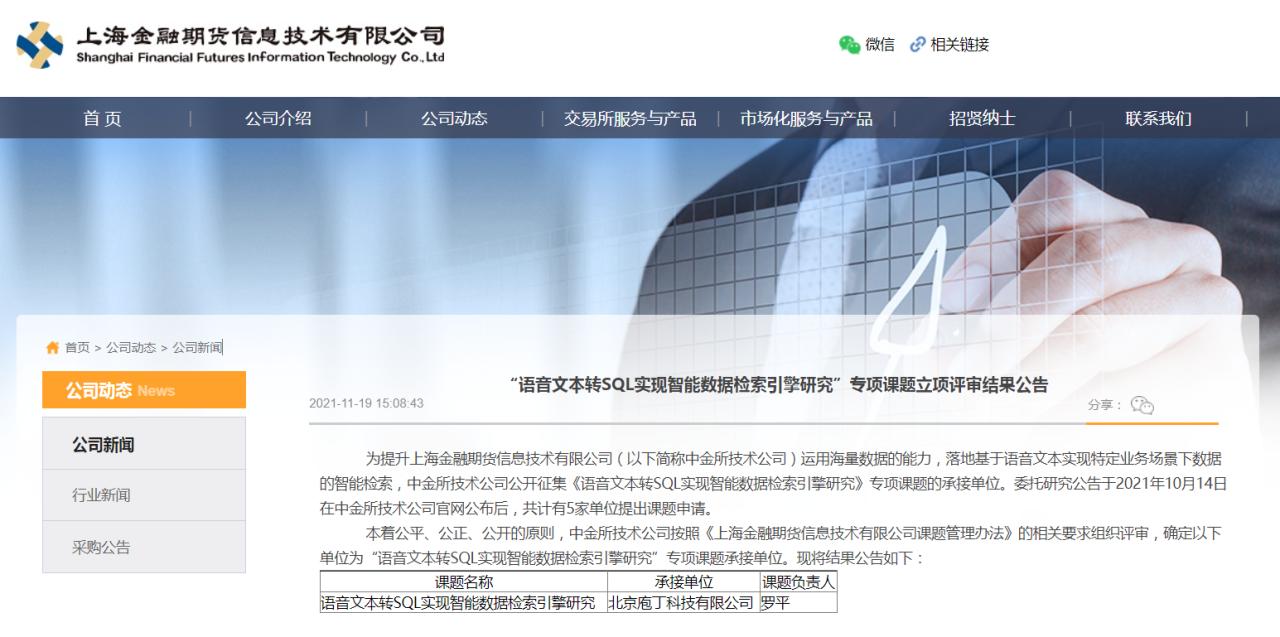 上海金融期货信息技术有限公司
Shanghai Financial Futures Information Technology Co.,Ltd
微信 相关链接
首 页 | 公司介绍 | 公司动态 | 交易所服务与产品 | 市场化服务与产品 | 招贤纳士 | 联系我们 |
首页 > 公司动态 > 公司新闻
公司动态 News
公司新闻
行业新闻
采购公告
“语音文本转SQL实现智能数据检索引擎研究”专项课题立项评审结果公告
2021-11-19 15:08:43
分享：
为提升上海金融期货信息技术有限公司（以下简称中金所技术公司）运用海量数据的能力，落地基于语音文本实现特定业务场景下数据
的智能检索，中金所技术公司公开征集《语音文本转SQL实现智能数据检索引擎研究》专项课题的承接单位。委托研究公告于2021年10月14日
在中金所技术公司官网公布后，共计有5家单位提出课题申请。
本着公平、公正、公开的原则，中金所技术公司按照《上海金融期货信息技术有限公司课题管理办法》的相关要求组织评审，确定以下
单位为“语音文本转SQL实现智能数据检索引擎研究”专项课题承接单位。现将结果公告如下：
课题名称 承接单位 课题负责人
语音文本转SQL实现智能数据检索引擎研究 北京庖丁科技有限公司 罗平